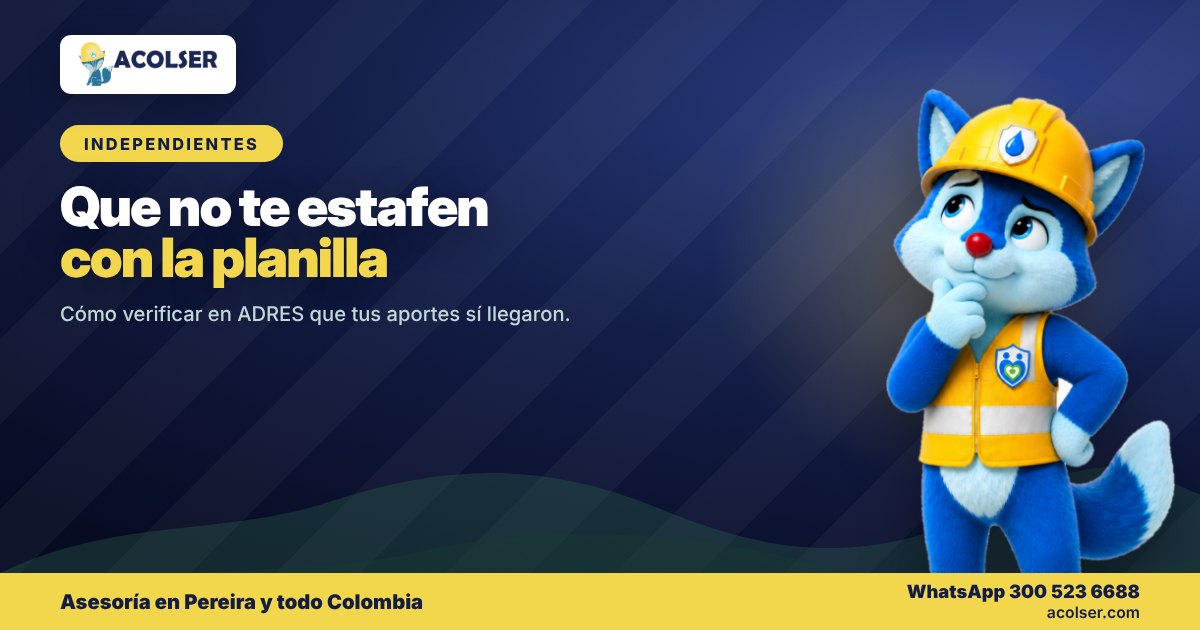 ACOLSER
INDEPENDIENTES
Que no te estafen
con la planilla
Cómo verificar en ADRES que tus aportes sí llegaron.
Asesoría en Pereira y todo Colombia
WhatsApp 300 523 6688
acolser.com